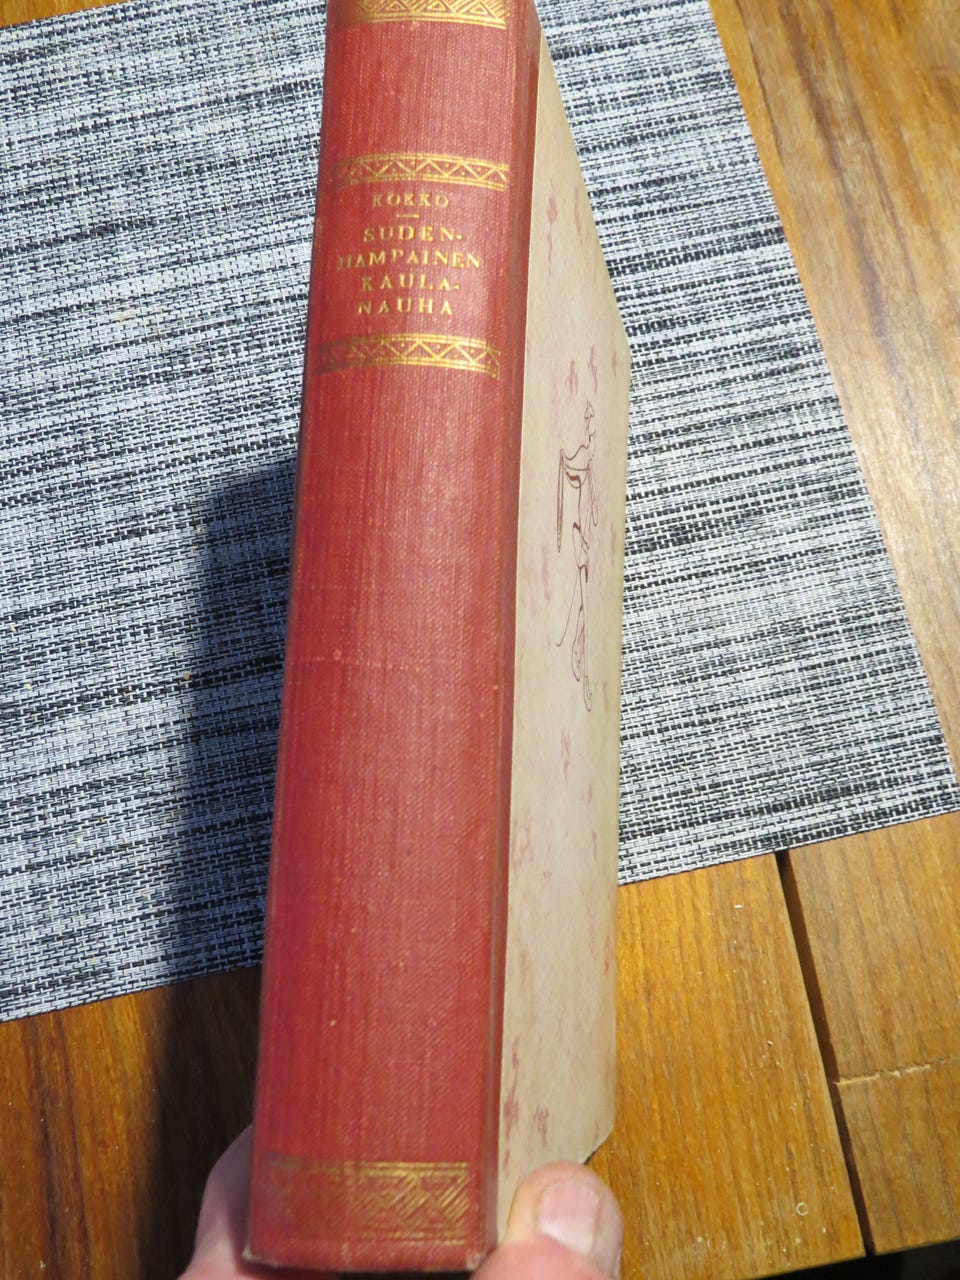 KOKKO
SUDEN-
HAMPAINEN
KAULA-
NAUHA